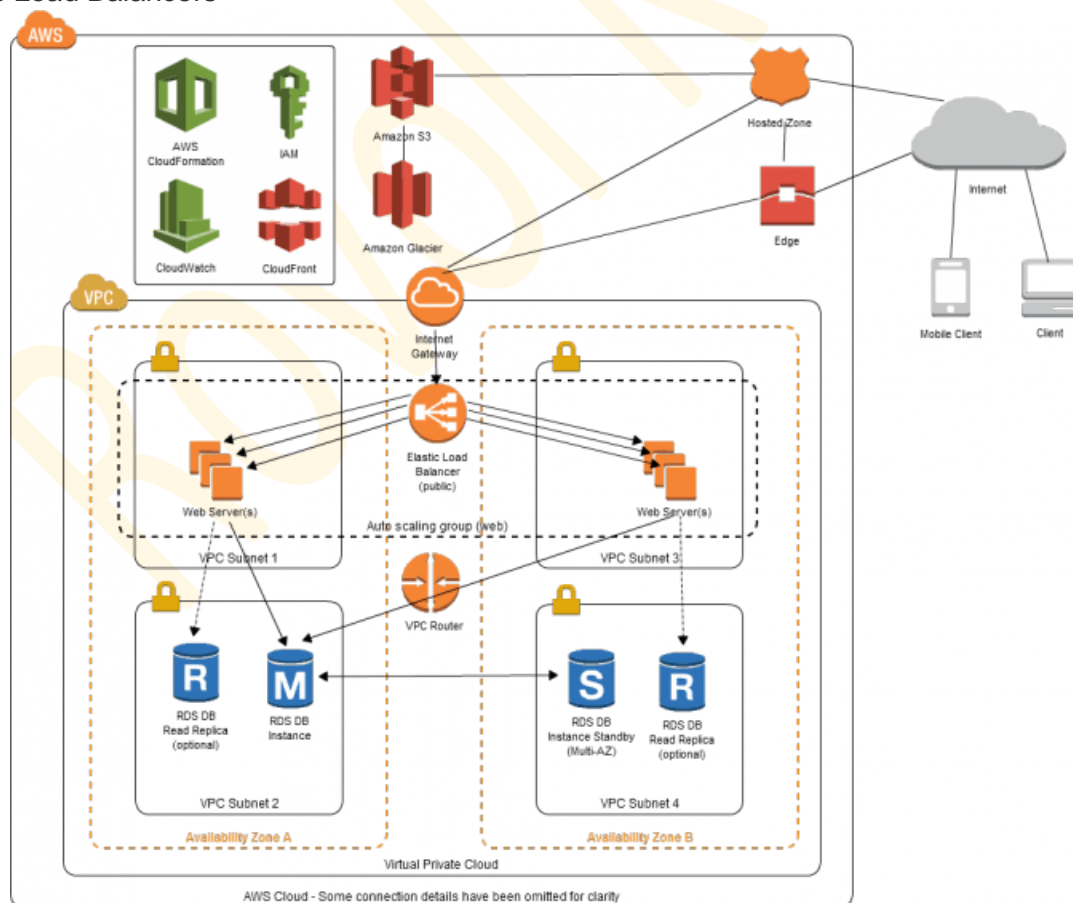 Load Balancers
AWS
AWS
CloudFormation
IAM
CloudWatch
CloudFront
Amazon S3
Amazon Glacier
Hosted Zone
Edge
Internet
Mobile Client
Client
VPC
Internet
Gateway
Elastic Load
Balancer
(public)
Web Server(s)
Web Server(s)
Auto scaling group (web)
VPC Subnet 1
VPC Subnet 3
VPC Router
R
RDS DB
Read Replica
(optional)
M
RDS DB
Instance
S
RDS DB
Instance Standby
(Multi-AZ)
R
RDS DB
Read Replica
(optional)
VPC Subnet 2
VPC Subnet 4
Availability Zone A
Availability Zone B
Virtual Private Cloud
AWS Cloud - Some connection details have been omitted for clarity